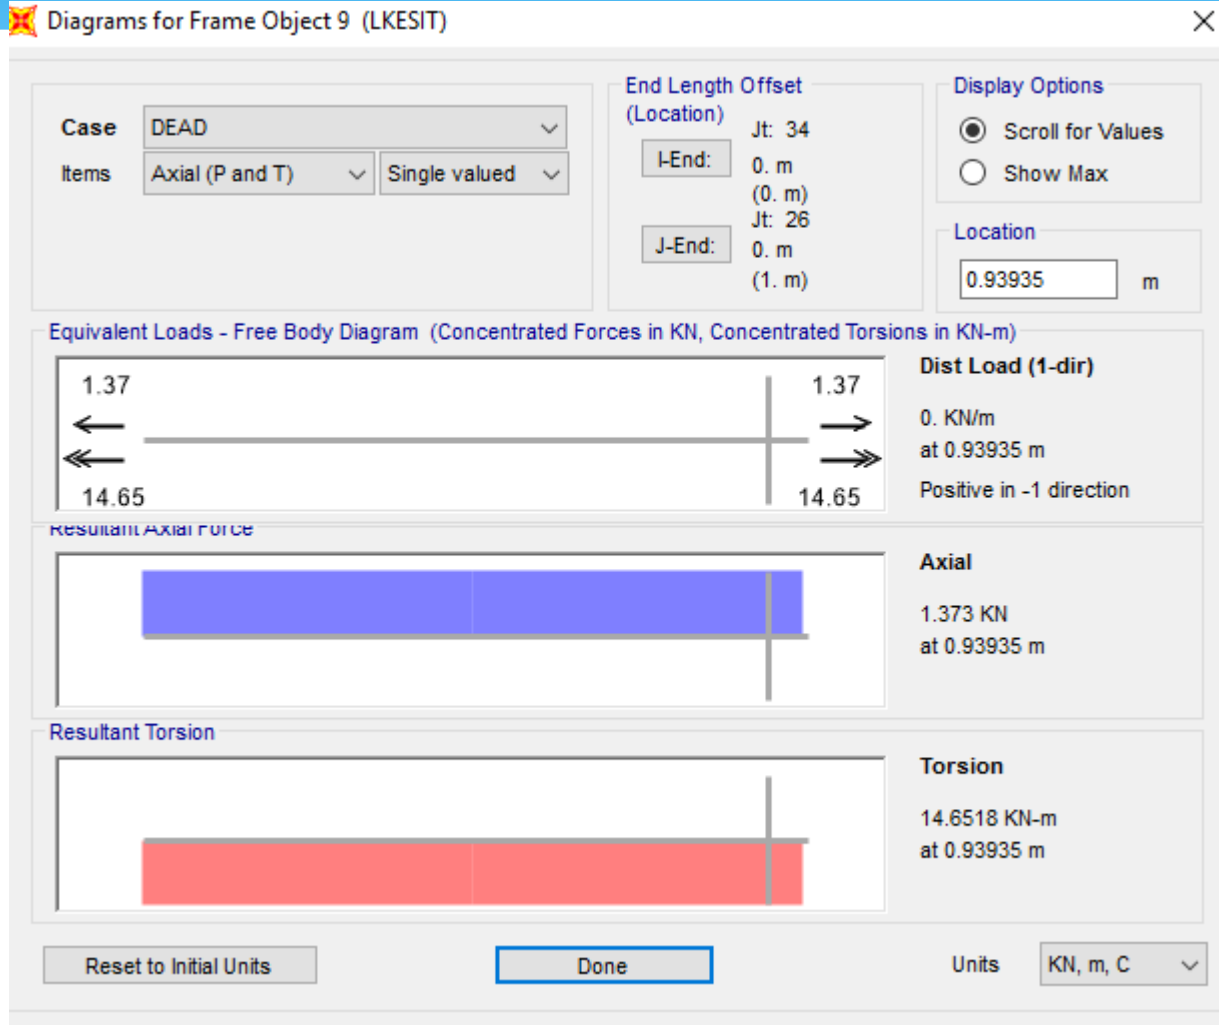 Diagrams for Frame Object 9 (LKESIT)
Case DEAD
Items Axial (P and T) Single valued
End Length Offset
(Location)
I-End:
Jt: 34
0. m
(0. m)
J-End:
Jt: 26
0. m
(1. m)
Display Options
Scroll for Values
Show Max
Location
0.93935 m
Equivalent Loads - Free Body Diagram (Concentrated Forces in KN, Concentrated Torsions in KN-m)
1.37 1.37
14.65 14.65
Dist Load (1-dir)
0. KN/m
at 0.93935 m
Positive in -1 direction
Resultant Axial Force
Axial
1.373 KN
at 0.93935 m
Resultant Torsion
Torsion
14.6518 KN-m
at 0.93935 m
Reset to Initial Units Done Units KN, m, C